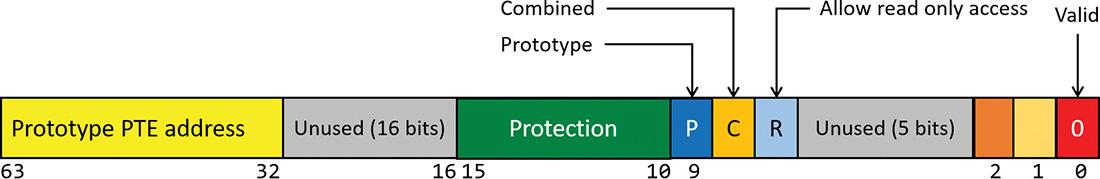 Combined
Allow read only access
Valid
Prototype
Prototype PTE address
Unused (16 bits)
Protection
P
C
R
Unused (5 bits)
0
63
32
16
15
10
9
2
1
0